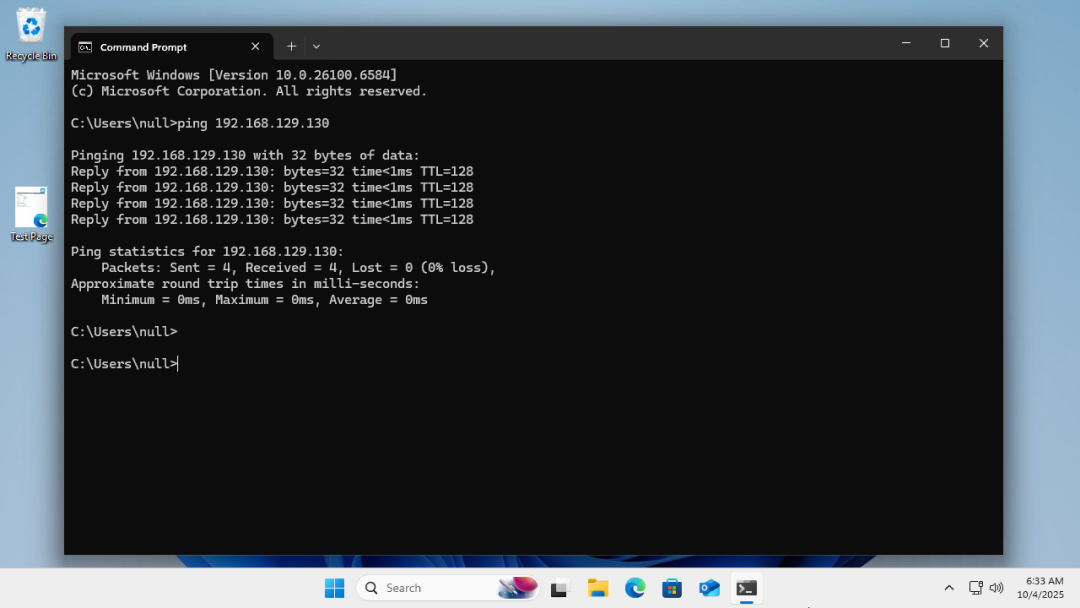 Recycle Bin
Test Page
Command Prompt
Microsoft Windows [Version 10.0.26100.6584]
(c) Microsoft Corporation. All rights reserved.
C:\Users\null>ping 192.168.129.130
Pinging 192.168.129.130 with 32 bytes of data:
Reply from 192.168.129.130: bytes=32 time<1ms TTL=128
Reply from 192.168.129.130: bytes=32 time<1ms TTL=128
Reply from 192.168.129.130: bytes=32 time<1ms TTL=128
Reply from 192.168.129.130: bytes=32 time<1ms TTL=128
Ping statistics for 192.168.129.130:
    Packets: Sent = 4, Received = 4, Lost = 0 (0% loss),
Approximate round trip times in milli-seconds:
    Minimum = 0ms, Maximum = 0ms, Average = 0ms
C:\Users\null>
C:\Users\null>
Search
6:33 AM
10/4/2025